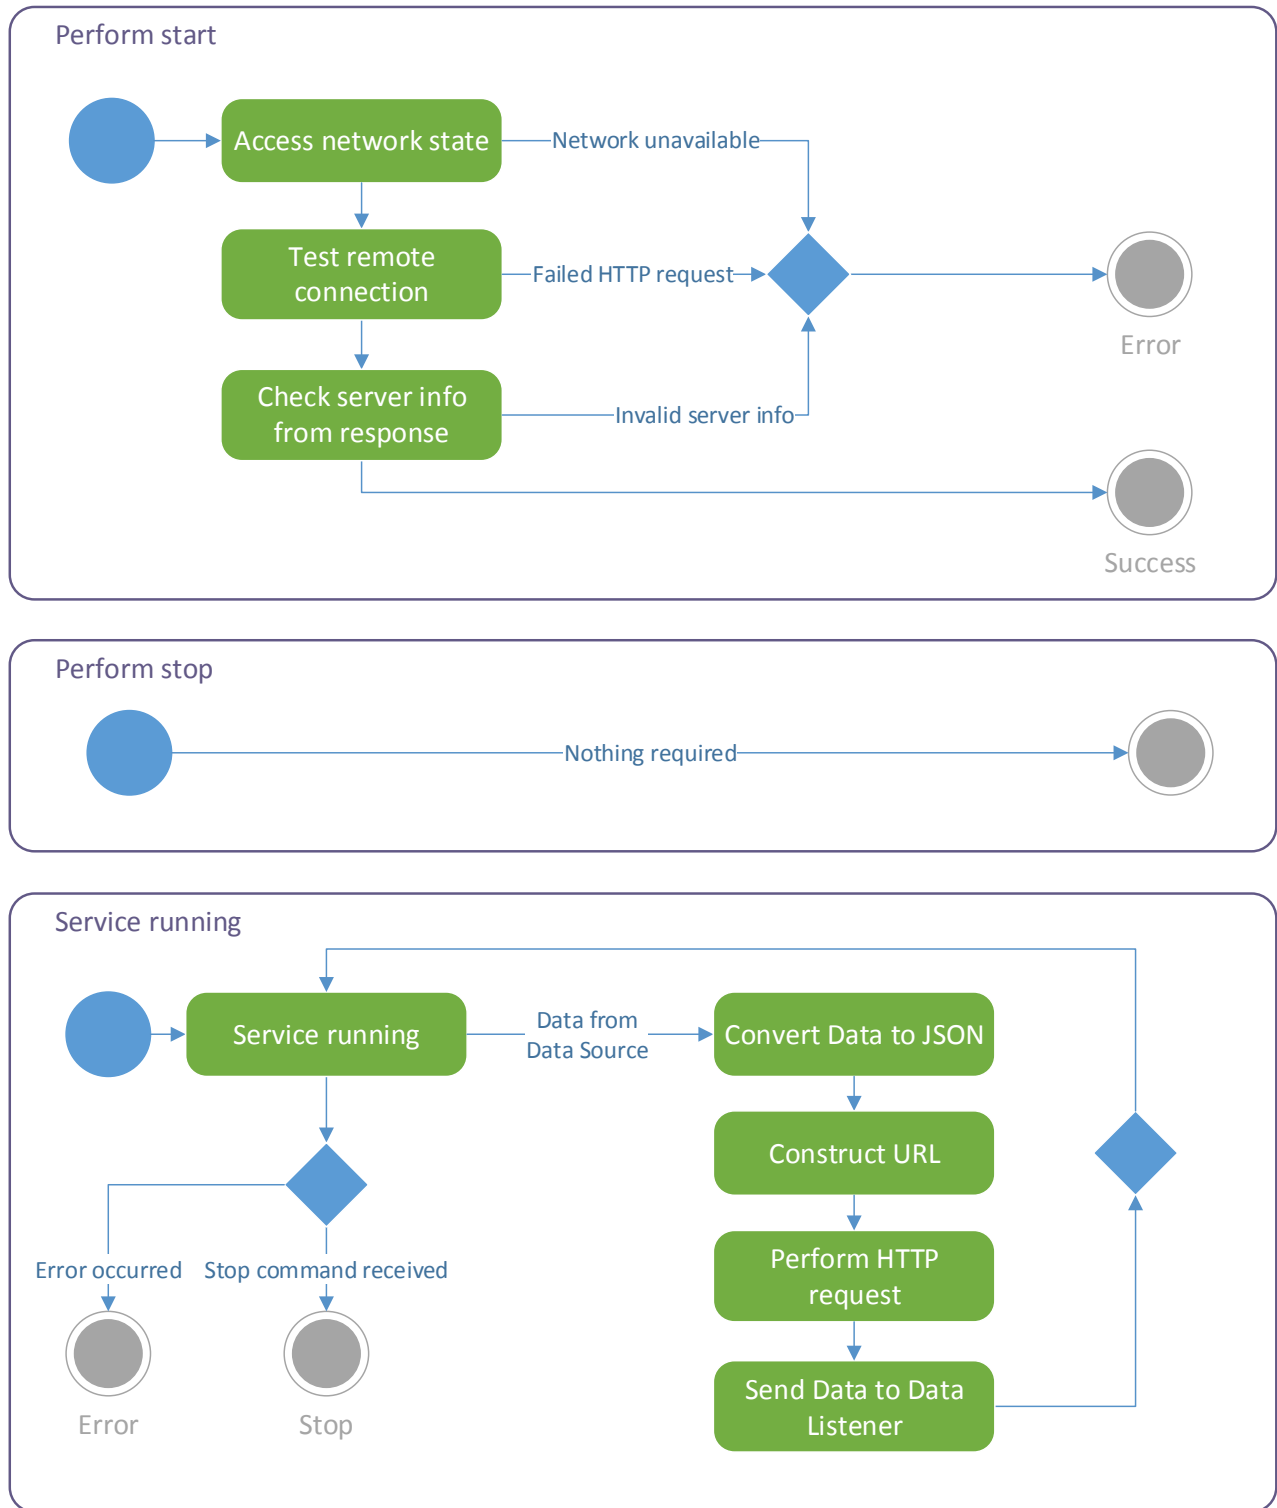 Perform start
Access network state
Network unavailable
Test remote
connection
Failed HTTP request
Error
Check server info
from response
Invalid server info
Success
Perform stop
Nothing required
Service running
Service running
Data from
Data Source
Convert Data to JSON
Construct URL
Perform HTTP
request
Error occurred
Stop command received
Send Data to Data
Listener
Error
Stop